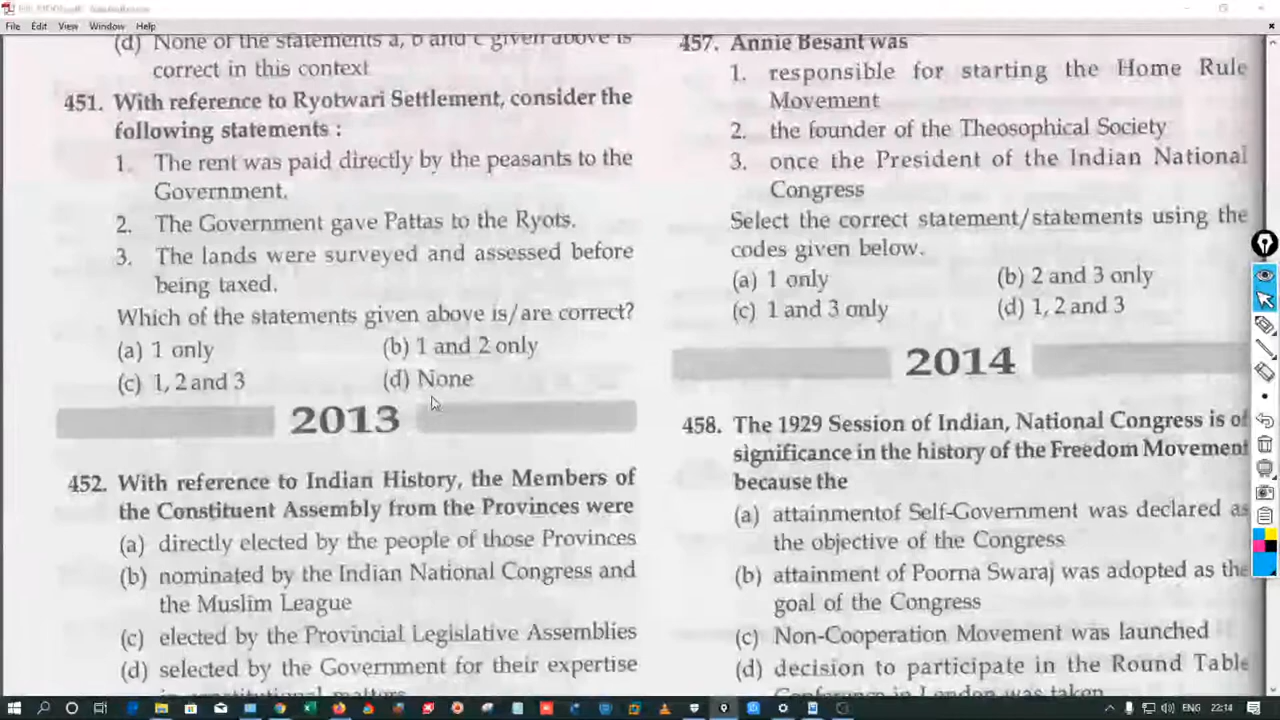 File Edit View Window Help
(d) None of the statements a, b and c given above is
correct in this context
451. With reference to Ryotwari Settlement, consider the
following statements :
1. The rent was paid directly by the peasants to the
Government.
2. The Government gave Pattas to the Ryots.
3. The lands were surveyed and assessed before
being taxed.
Which of the statements given above is/are correct?
(a) 1 only (b) 1 and 2 only
(c) 1, 2 and 3 (d) None
2013
452. With reference to Indian History, the Members of
the Constituent Assembly from the Provinces were
(a) directly elected by the people of those Provinces
(b) nominated by the Indian National Congress and
the Muslim League
(c) elected by the Provincial Legislative Assemblies
(d) selected by the Government for their expertise
in constitutional matters
457. Annie Besant was
1. responsible for starting the Home Rule
Movement
2. the founder of the Theosophical Society
3. once the President of the Indian National
Congress
Select the correct statement/statements using the
codes given below.
(a) 1 only (b) 2 and 3 only
(c) 1 and 3 only (d) 1, 2 and 3
2014
458. The 1929 Session of Indian, National Congress is of
significance in the history of the Freedom Movement
because the
(a) attainmentof Self-Government was declared as
the objective of the Congress
(b) attainment of Poorna Swaraj was adopted as the
goal of the Congress
(c) Non-Cooperation Movement was launched
(d) decision to participate in the Round Table
Conference in London was taken
ENG 22:14